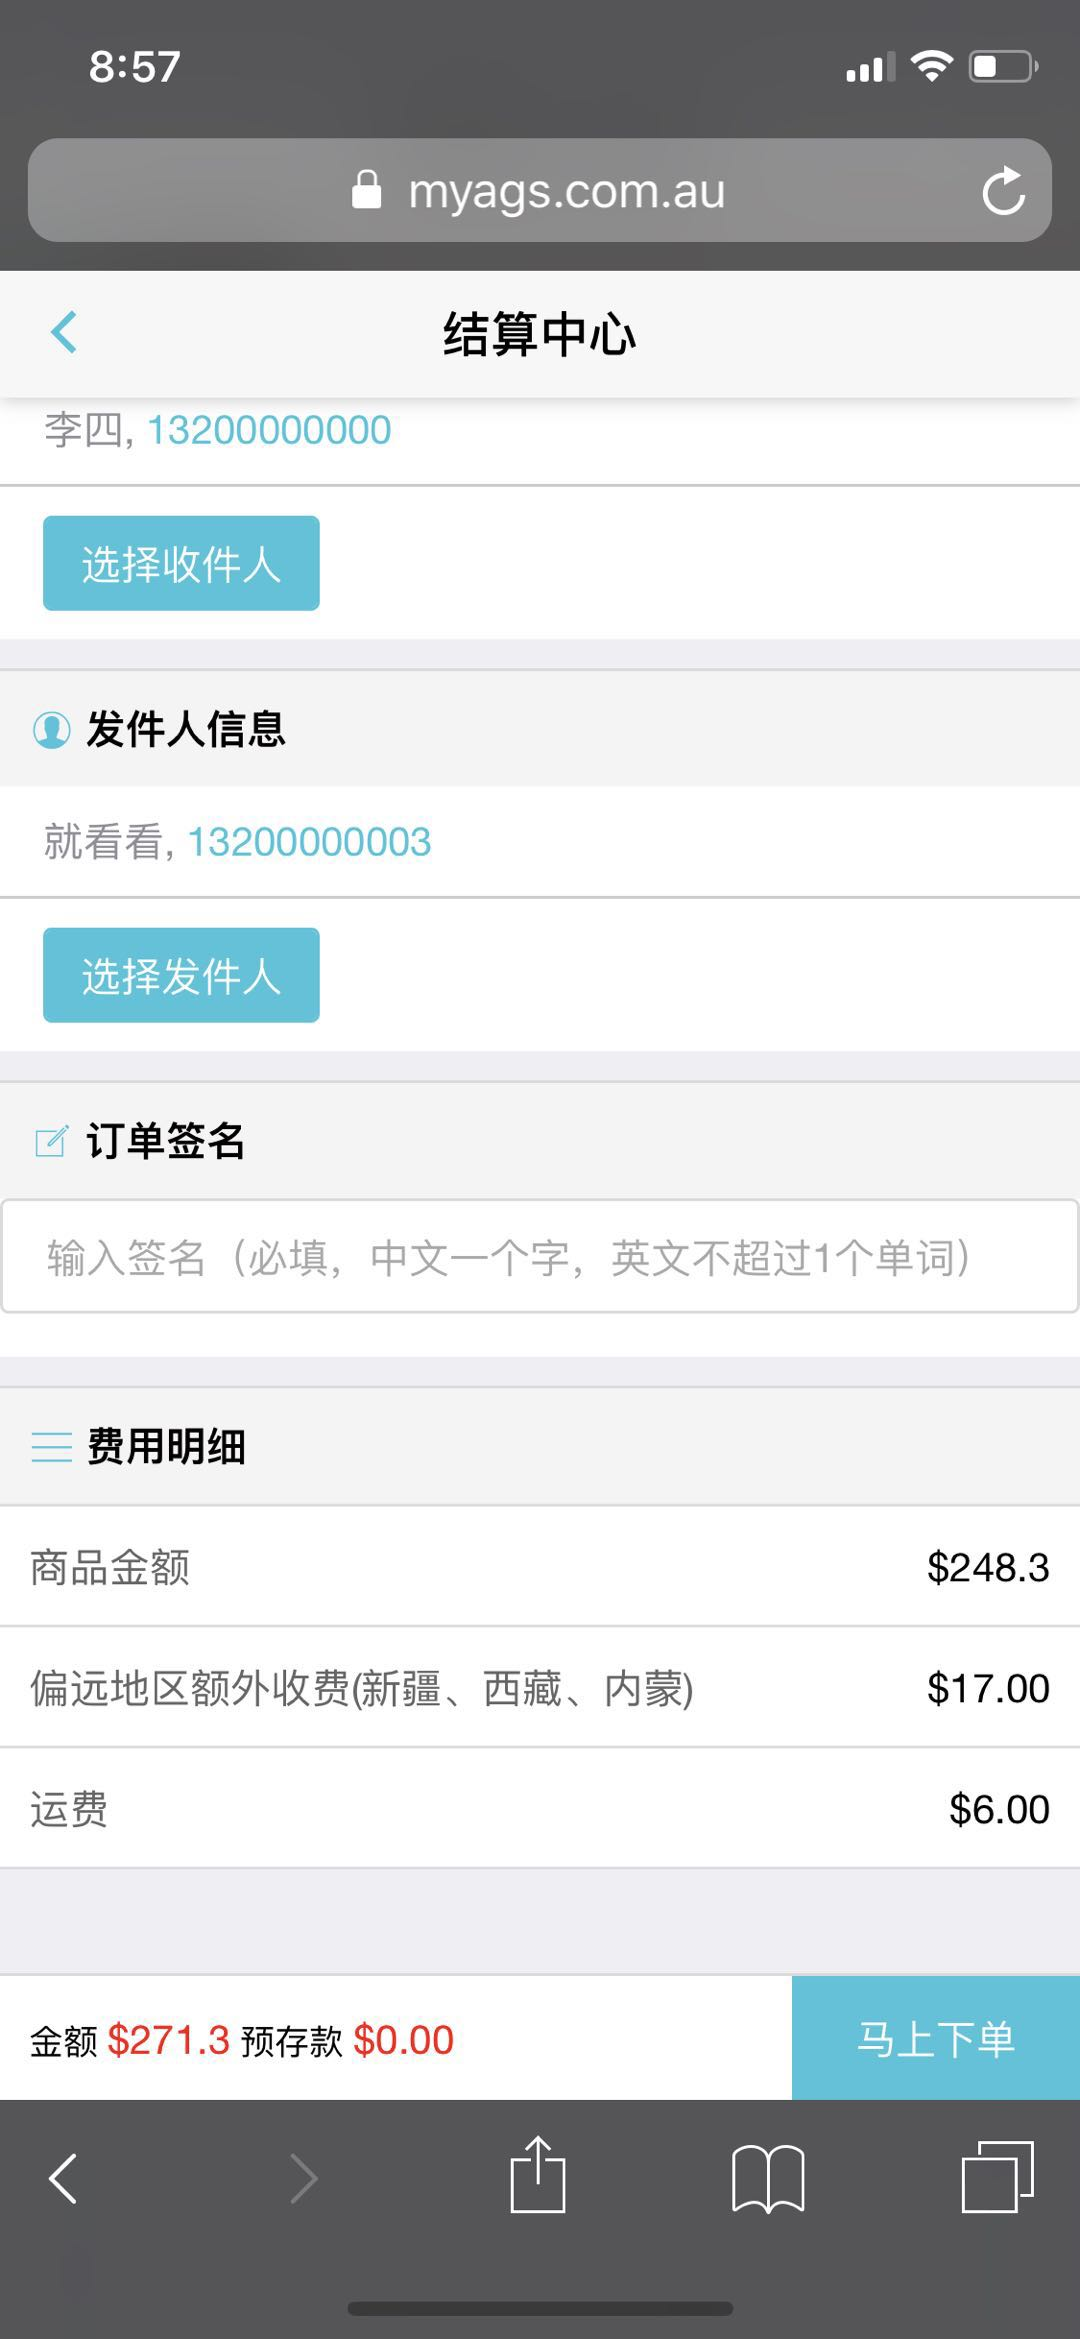 8:57
myags.com.au
结算中心
李四, 13200000000
选择收件人
发件人信息
就看看, 13200000003
选择发件人
订单签名
输入签名（必填，中文一个字，英文不超过1个单词）
费用明细
商品金额 $248.3
偏远地区额外收费(新疆、西藏、内蒙) $17.00
运费 $6.00
金额 $271.3 预存款 $0.00 马上下单